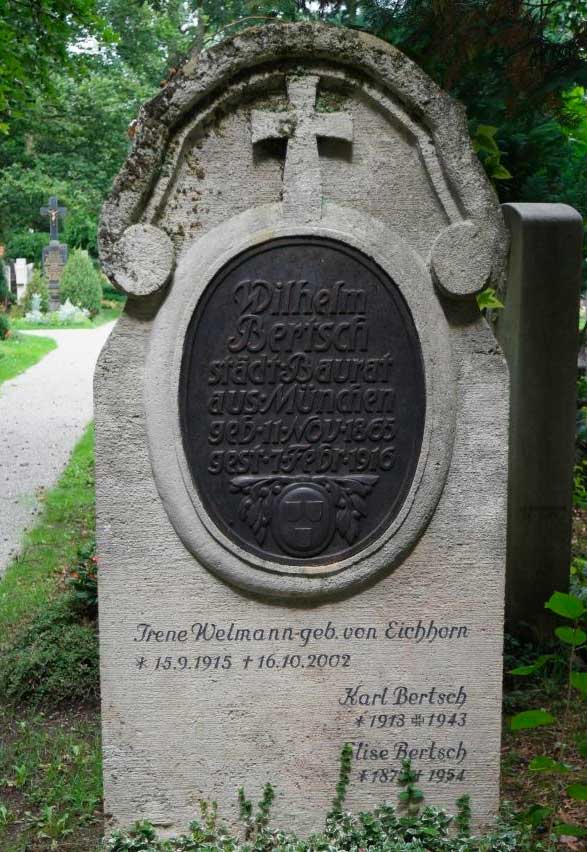 Wilhelm
Bertsch
städt. Baurat
aus München
geb. 11. Nov. 1865
gest. 7. Febr. 1916
Irene Welmann - geb. von Eichhorn
* 15.9.1915 † 16.10.2002
Karl Bertsch
* 1913 ✠ 1943
Elise Bertsch
† 1954